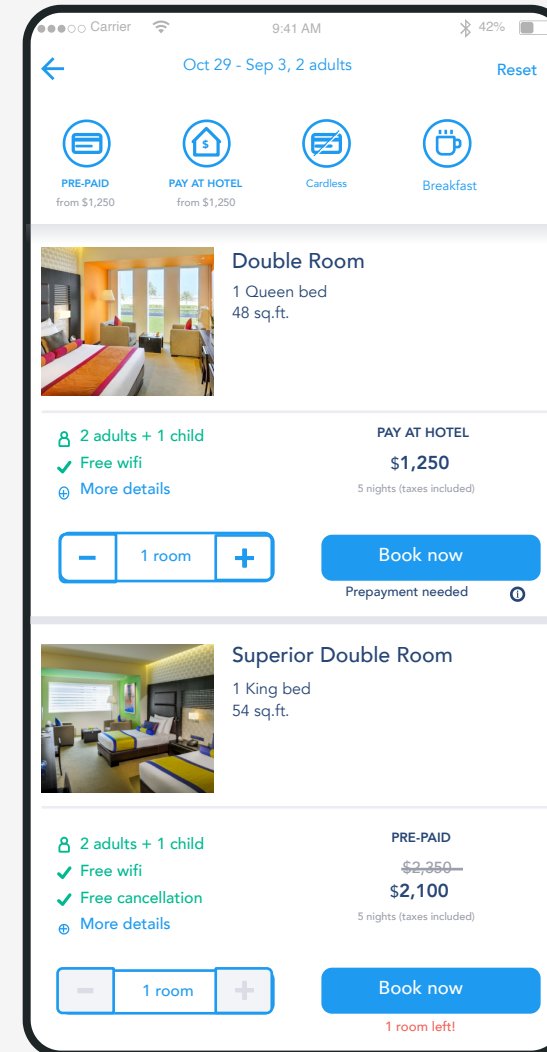 Carrier 9:41 AM 42%
Oct 29 - Sep 3, 2 adults Reset
$
PRE-PAID PAY AT HOTEL Cardless Breakfast
from $1,250 from $1,250
Double Room
1 Queen bed
48 sq.ft.
2 adults + 1 child
Free wifi
More details
PAY AT HOTEL
$1,250
5 nights (taxes included)
1 room
Book now
Prepayment needed
Superior Double Room
1 King bed
54 sq.ft.
2 adults + 1 child
Free wifi
Free cancellation
More details
PRE-PAID
$2,350
$2,100
5 nights (taxes included)
1 room
Book now
1 room left!